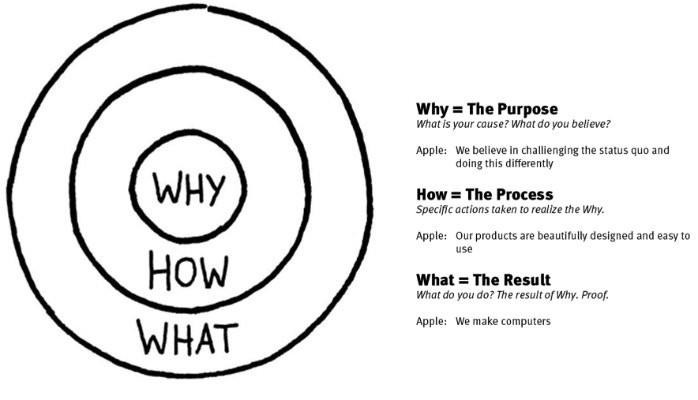 WHY
HOW
WHAT
Why = The Purpose
What is your cause? What do you believe?
Apple: We believe in challienging the status quo and
doing this differently
How = The Process
Specific actions taken to realize the Why.
Apple: Our products are beautifully designed and easy to
use
What = The Result
What do you do? The result of Why. Proof.
Apple: We make computers